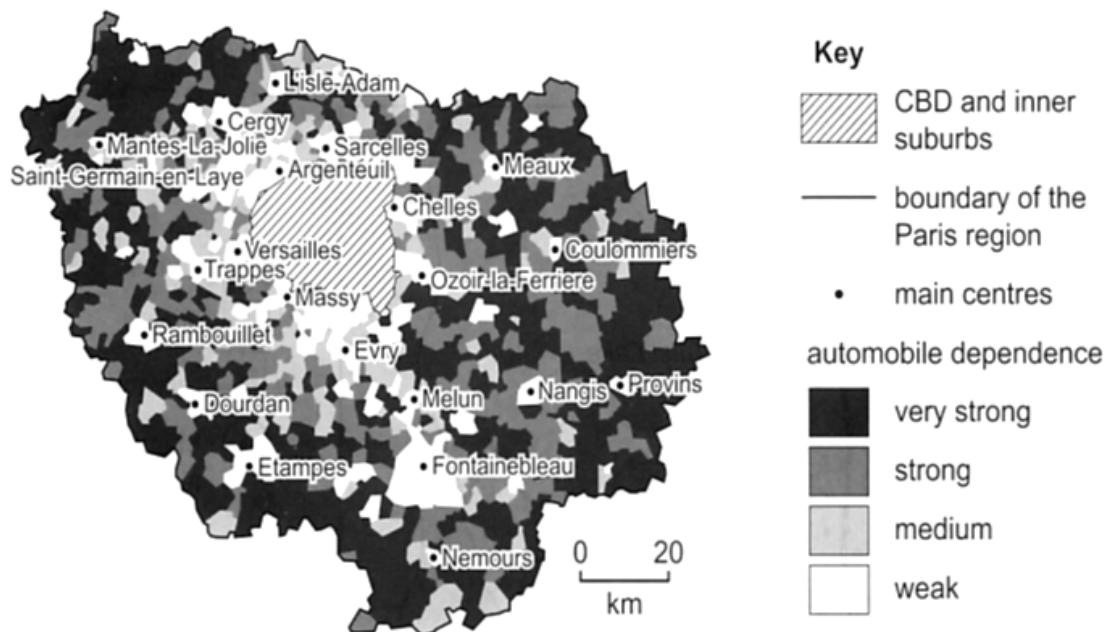 L'isle-Adam
Cergy
Mantes-La-Jolie
Sarcelles
Saint-Germain-en-Laye
Argenteuil
Meaux
Chelles
Versailles
Coulommiers
Trappes
Ozoir-la-Ferriere
Massy
Rambouillet
Evry
Dourdan
Melun
Nangis
Provins
Etampes
Fontainebleau
Nemours
0 20
km
Key
CBD and inner
suburbs
boundary of the
Paris region
main centres
automobile dependence
very strong
strong
medium
weak